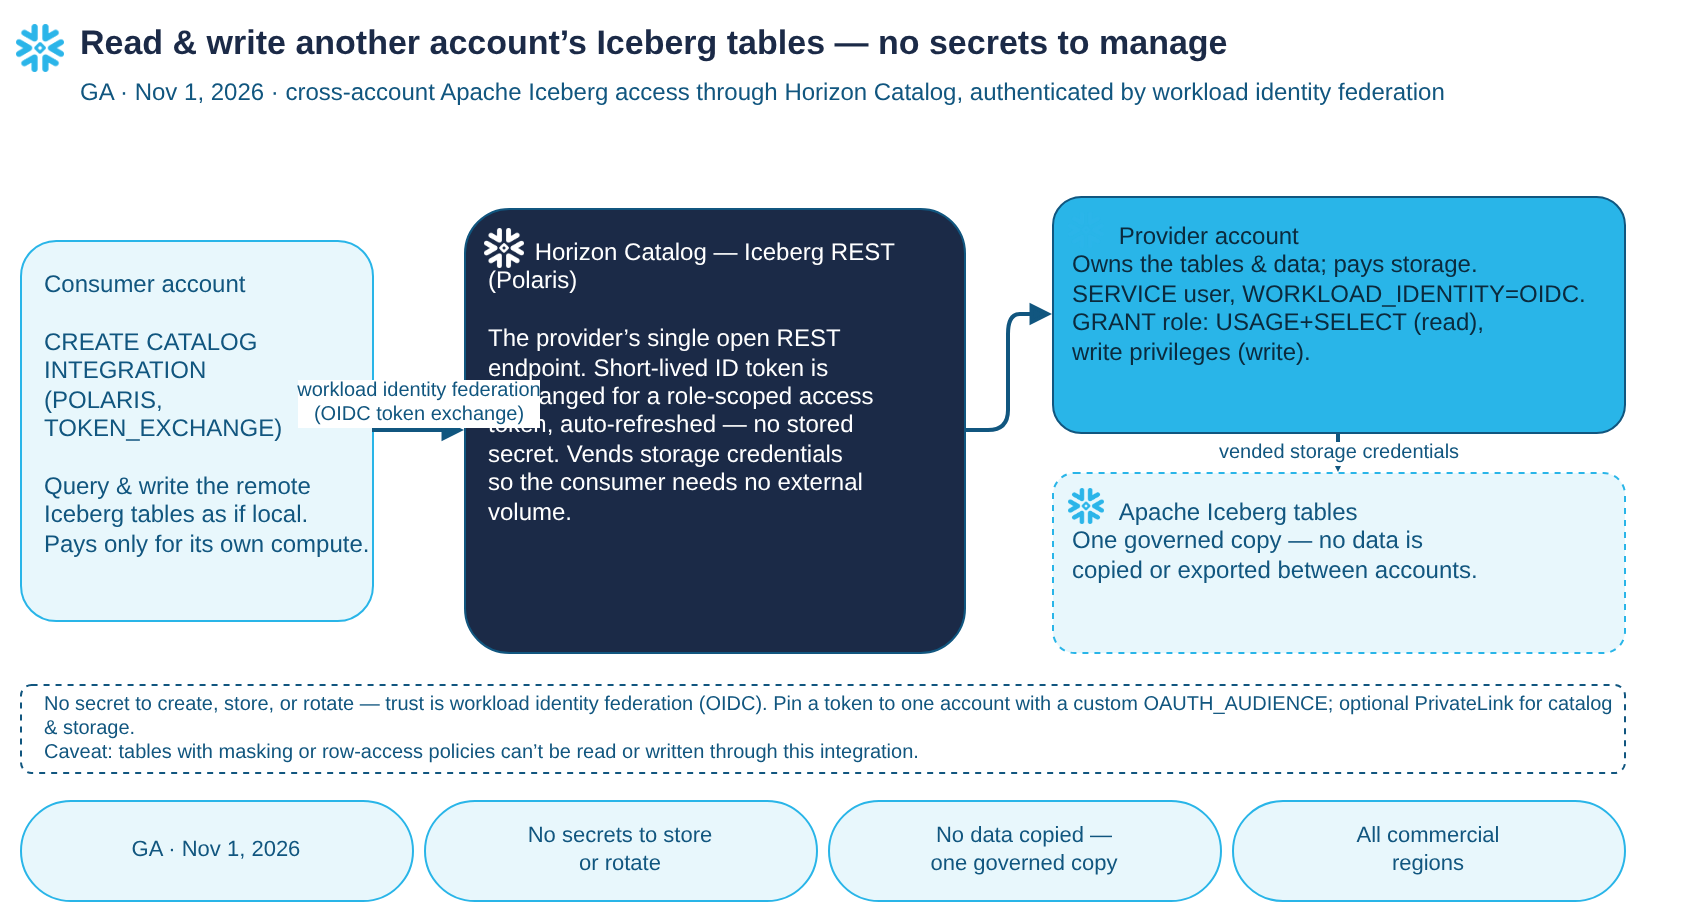 Read & write another account’s Iceberg tables — no secrets to manage
GA · Nov 1, 2026 · cross-account Apache Iceberg access through Horizon Catalog, authenticated by workload identity federation
Consumer account
CREATE CATALOG
INTEGRATION
(POLARIS,
TOKEN_EXCHANGE)
Query & write the remote
Iceberg tables as if local.
Pays only for its own compute.
workload identity federation
(OIDC token exchange)
Horizon Catalog — Iceberg REST
(Polaris)
The provider’s single open REST
endpoint. Short-lived ID token is
for a role-scoped access
token, auto-refreshed — no stored
secret. Vends storage credentials
so the consumer needs no external
volume.
Provider account
Owns the tables & data; pays storage.
SERVICE user, WORKLOAD_IDENTITY=OIDC.
GRANT role: USAGE+SELECT (read),
write privileges (write).
vended storage credentials
Apache Iceberg tables
One governed copy — no data is
copied or exported between accounts.
No secret to create, store, or rotate — trust is workload identity federation (OIDC). Pin a token to one account with a custom OAUTH_AUDIENCE; optional PrivateLink for catalog
& storage.
Caveat: tables with masking or row-access policies can’t be read or written through this integration.
GA · Nov 1, 2026
No secrets to store
or rotate
No data copied —
one governed copy
All commercial
regions